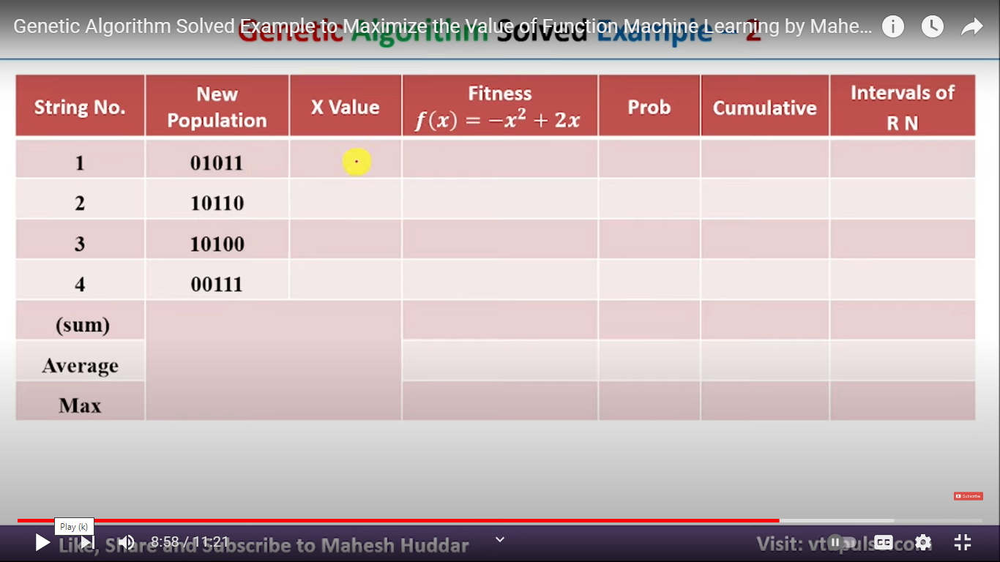 Genetic Algorithm Solved Example to Maximize the Value of Function Machine Learning by Mahe...
Genetic Algorithm Solved Example – 2
String No. New Population X Value Fitness f(x) = −x² + 2x Prob Cumulative Intervals of R N
1 01011
2 10110
3 10100
4 00111
(sum)
Average
Max
Subscribe
Play (k)
8:58 / 11:21
Like, Share and Subscribe to Mahesh Huddar
Visit: vtupulse.com
CC